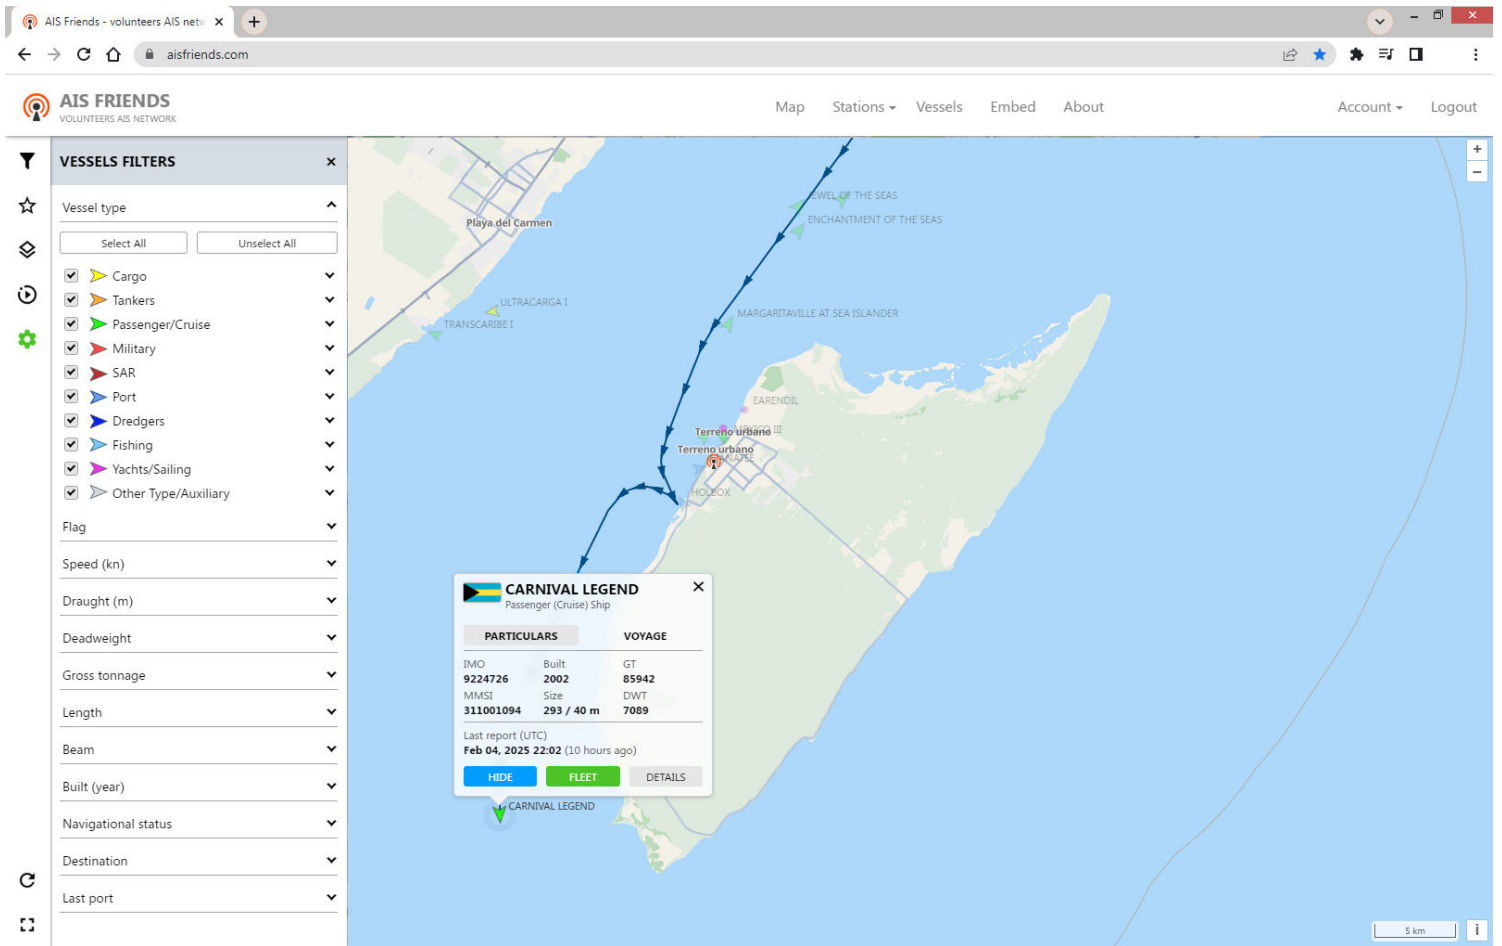 AIS Friends - volunteers AIS netw
aisfriends.com
AIS FRIENDS
VOLUNTEERS AIS NETWORK
Map
Stations
Vessels
Embed
About
Account
Logout
VESSELS FILTERS
Vessel type
Select All
Unselect All
Cargo
Tankers
Passenger/Cruise
Military
SAR
Port
Dredgers
Fishing
Yachts/Sailing
Other Type/Auxiliary
Flag
Speed (kn)
Draught (m)
Deadweight
Gross tonnage
Length
Beam
Built (year)
Navigational status
Destination
Last port
JEWEL OF THE SEAS
Playa del Carmen
ENCHANTMENT OF THE SEAS
ULTRACARGA I
TRANSCARIBE I
MARGARITAVILLE AT SEA ISLANDER
EARENDIL
Terreno urbano
III
Terreno urbano
HOLBOX
CARNIVAL LEGEND
Passenger (Cruise) Ship
PARTICULARS
VOYAGE
IMO Built GT
9224726 2002 85942
MMSI Size DWT
311001094 293 / 40 m 7089
Last report (UTC)
Feb 04, 2025 22:02 (10 hours ago)
HIDE
FLEET
DETAILS
CARNIVAL LEGEND
+
−
5 km
i